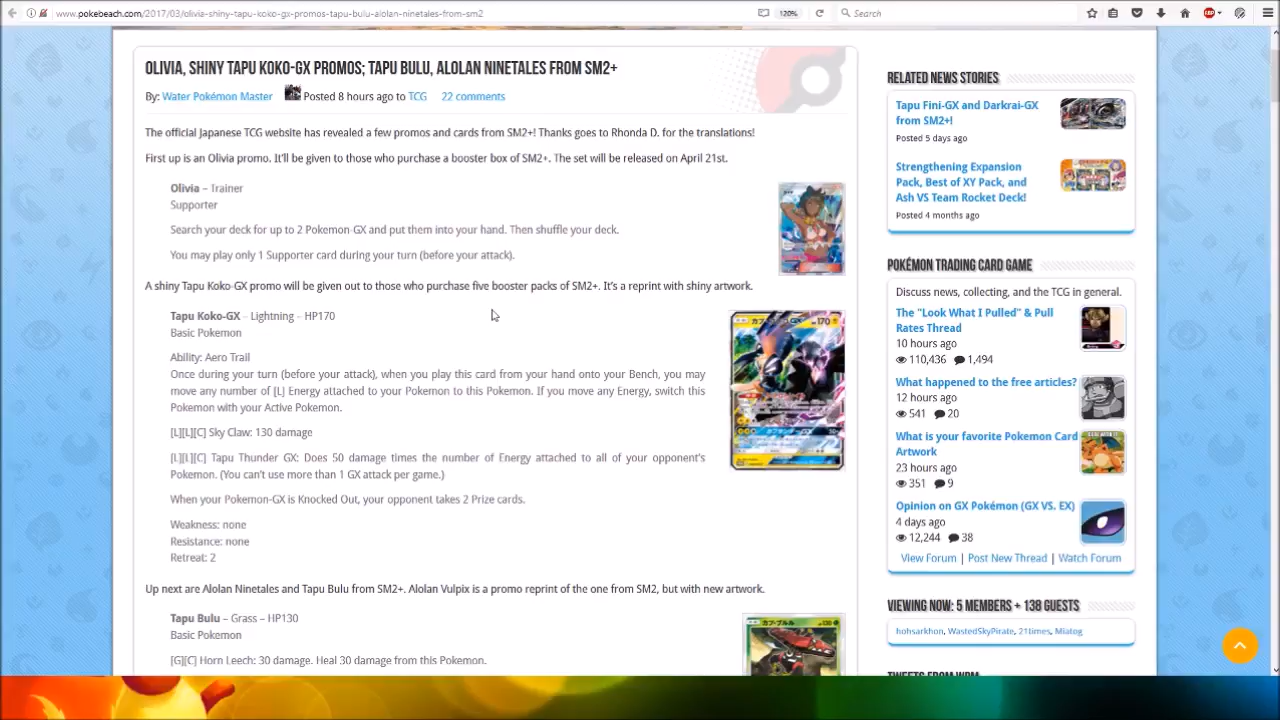 www.pokebeach.com/2017/03/olivia-shiny-tapu-koko-gx-promos-tapu-bulu-alolan-ninetales-from-sm2
120%
Search
OLIVIA, SHINY TAPU KOKO-GX PROMOS; TAPU BULU, ALOLAN NINETALES FROM SM2+
By: Water Pokémon Master Posted 8 hours ago to TCG 22 comments
The official Japanese TCG website has revealed a few promos and cards from SM2+! Thanks goes to Rhonda D. for the translations!
First up is an Olivia promo. It'll be given to those who purchase a booster box of SM2+. The set will be released on April 21st.
Olivia – Trainer
Supporter
Search your deck for up to 2 Pokemon-GX and put them into your hand. Then shuffle your deck.
You may play only 1 Supporter card during your turn (before your attack).
A shiny Tapu Koko-GX promo will be given out to those who purchase five booster packs of SM2+. It's a reprint with shiny artwork.
Tapu Koko-GX – Lightning – HP170
Basic Pokemon
Ability: Aero Trail
Once during your turn (before your attack), when you play this card from your hand onto your Bench, you may
move any number of [L] Energy attached to your Pokemon to this Pokemon. If you move any Energy, switch this
Pokemon with your Active Pokemon.
[L][L][C] Sky Claw: 130 damage
[L][L][C] Tapu Thunder GX: Does 50 damage times the number of Energy attached to all of your opponent's
Pokemon. (You can't use more than 1 GX attack per game.)
When your Pokemon-GX is Knocked Out, your opponent takes 2 Prize cards.
Weakness: none
Resistance: none
Retreat: 2
Up next are Alolan Ninetales and Tapu Bulu from SM2+. Alolan Vulpix is a promo reprint of the one from SM2, but with new artwork.
Tapu Bulu – Grass – HP130
Basic Pokemon
[G][C] Horn Leech: 30 damage. Heal 30 damage from this Pokemon.
170
カプ・ブルル
130
RELATED NEWS STORIES
Tapu Fini-GX and Darkrai-GX
from SM2+!
Posted 5 days ago
Strengthening Expansion
Pack, Best of XY Pack, and
Ash VS Team Rocket Deck!
Posted 4 months ago
POKÉMON TRADING CARD GAME
Discuss news, collecting, and the TCG in general.
The "Look What I Pulled" & Pull
Rates Thread
10 hours ago
110,436 1,494
What happened to the free articles?
12 hours ago
541 20
What is your favorite Pokemon Card
Artwork
23 hours ago
351 9
Opinion on GX Pokémon (GX VS. EX)
4 days ago
12,244 38
View Forum | Post New Thread | Watch Forum
VIEWING NOW: 5 MEMBERS + 138 GUESTS
hohsarkhon, WastedSkyPirate, 21times, Miatog
TWEETS FROM WPM